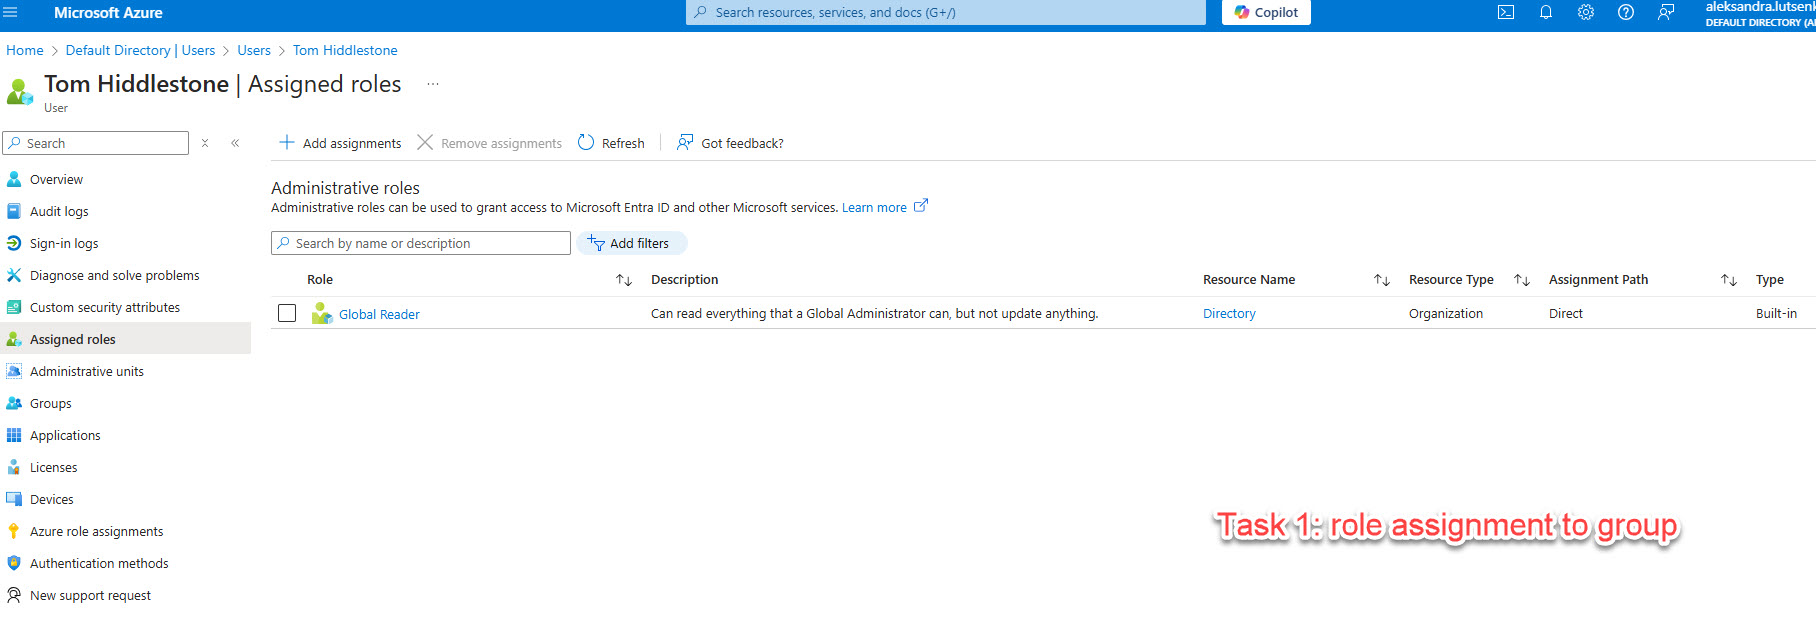 Microsoft Azure
Search resources, services, and docs (G+/)
Copilot
aleksandra.lutsen
DEFAULT DIRECTORY
Home > Default Directory | Users > Users > Tom Hiddlestone
Tom Hiddlestone | Assigned roles ...
User
Search
Add assignments
Remove assignments
Refresh
Got feedback?
Overview
Audit logs
Sign-in logs
Diagnose and solve problems
Custom security attributes
Assigned roles
Administrative units
Groups
Applications
Licenses
Devices
Azure role assignments
Authentication methods
New support request
Administrative roles
Administrative roles can be used to grant access to Microsoft Entra ID and other Microsoft services. Learn more
Search by name or description
Add filters
Role Description Resource Name Resource Type Assignment Path Type
Global Reader Can read everything that a Global Administrator can, but not update anything. Directory Organization Direct Built-in
Task 1: role assignment to group